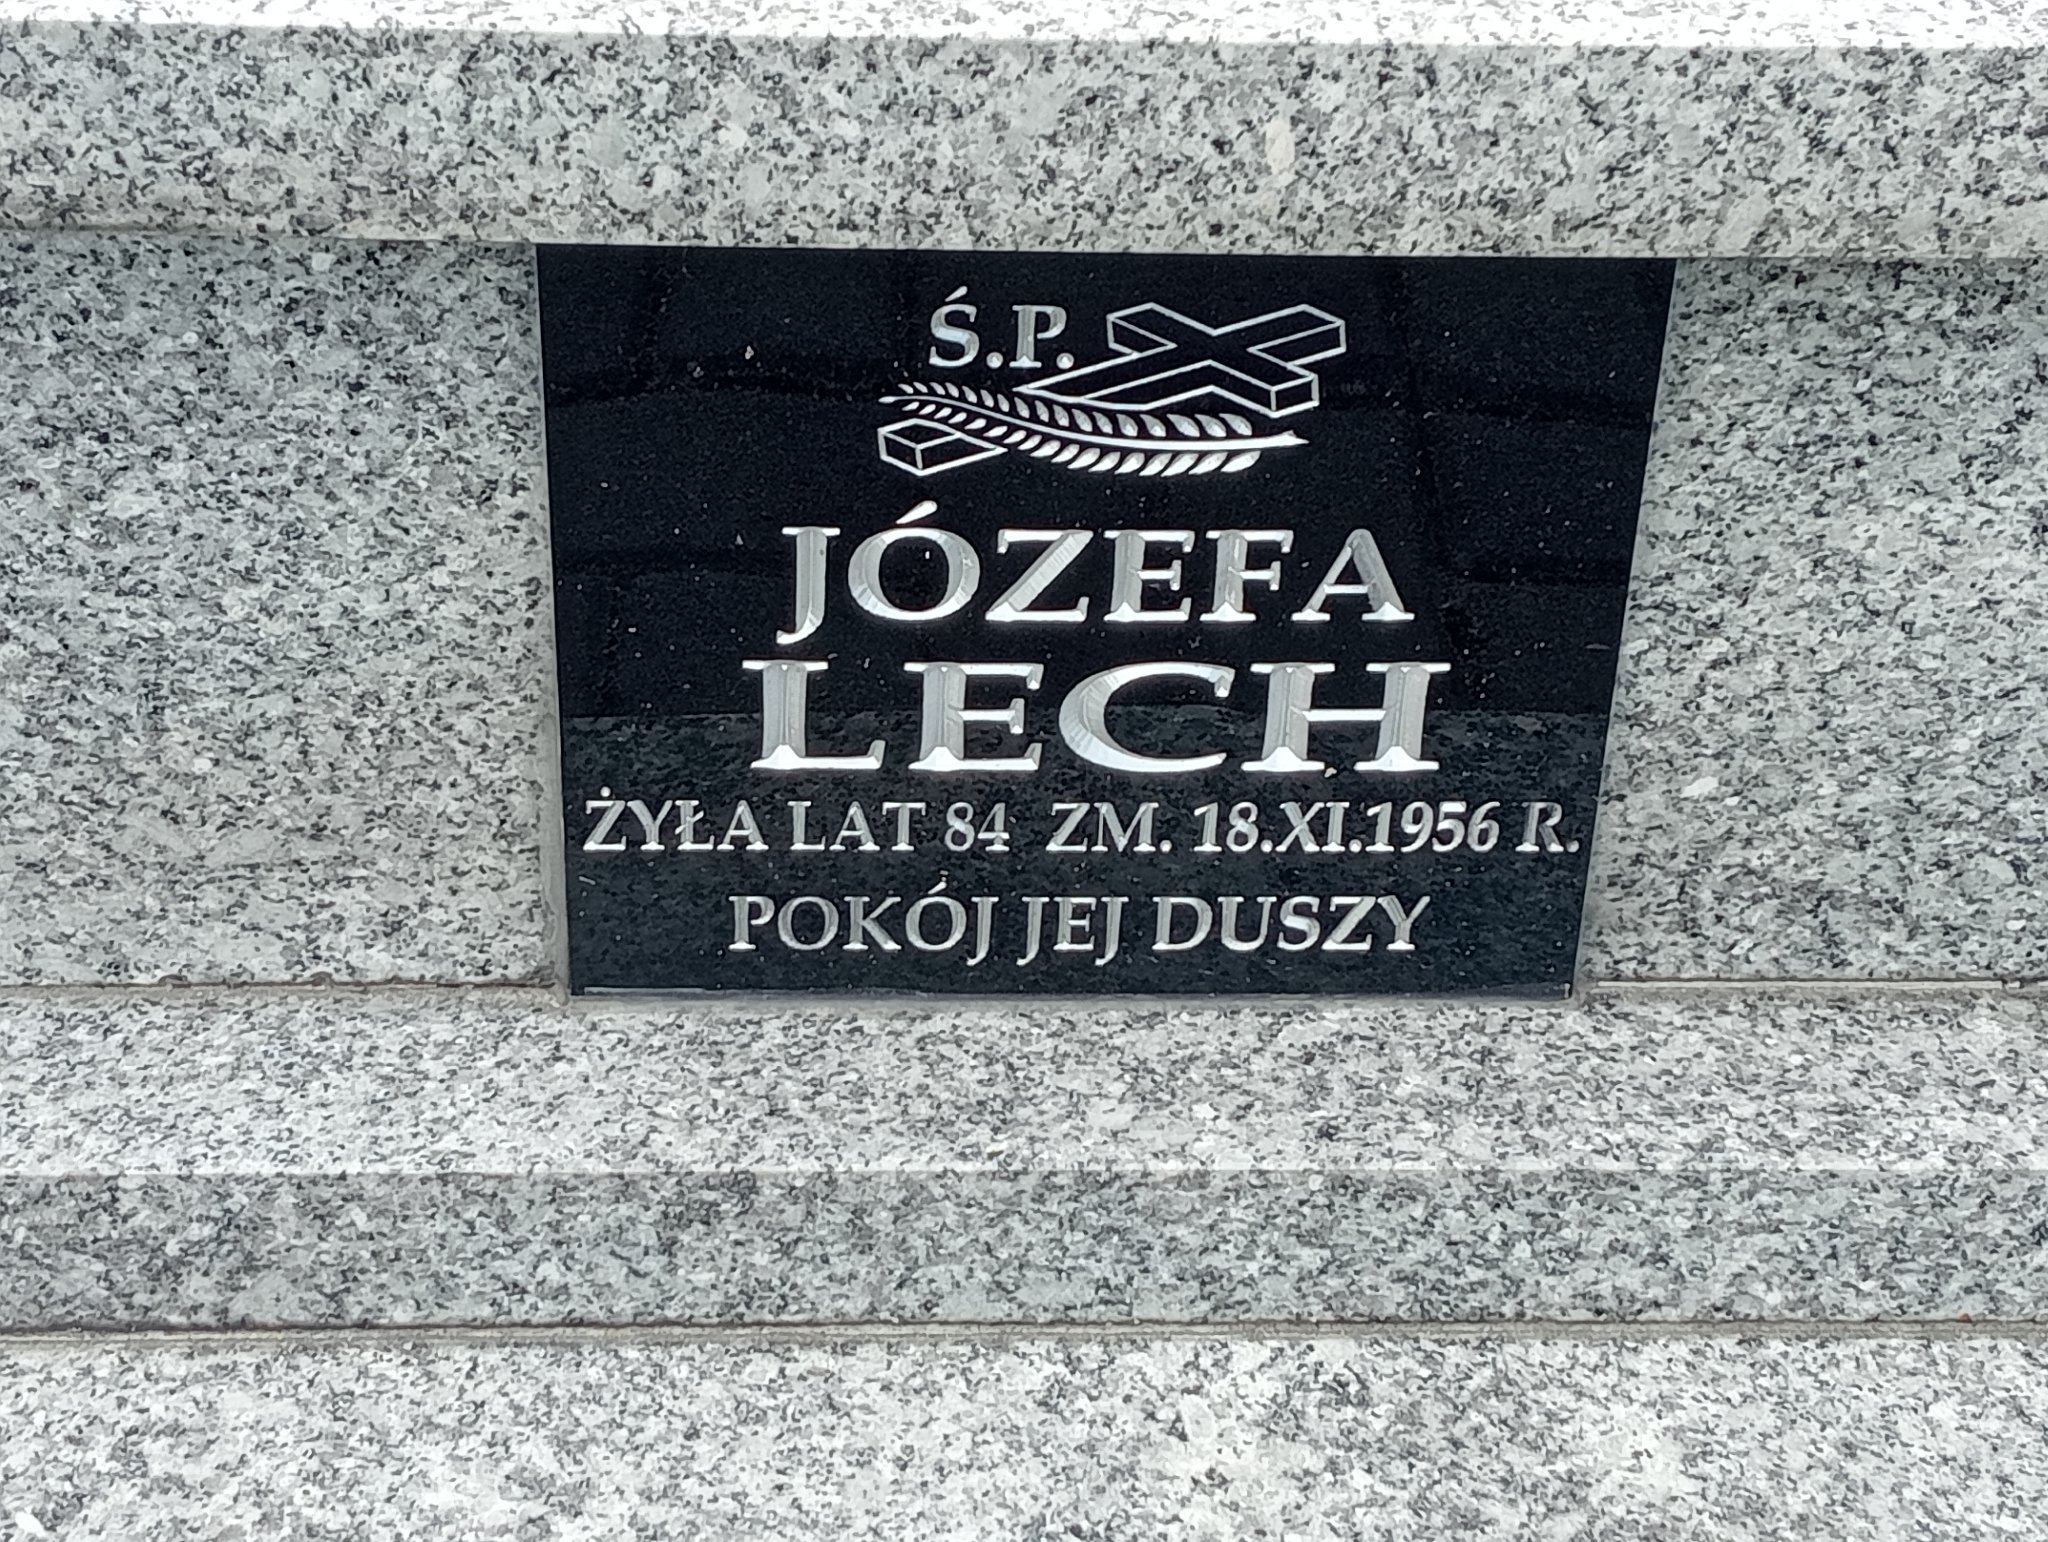 Ś.P.
JÓZEFA
LECH
ŻYŁA LAT 84 ZM. 18.XI.1956 R.
POKÓJ JEJ DUSZY